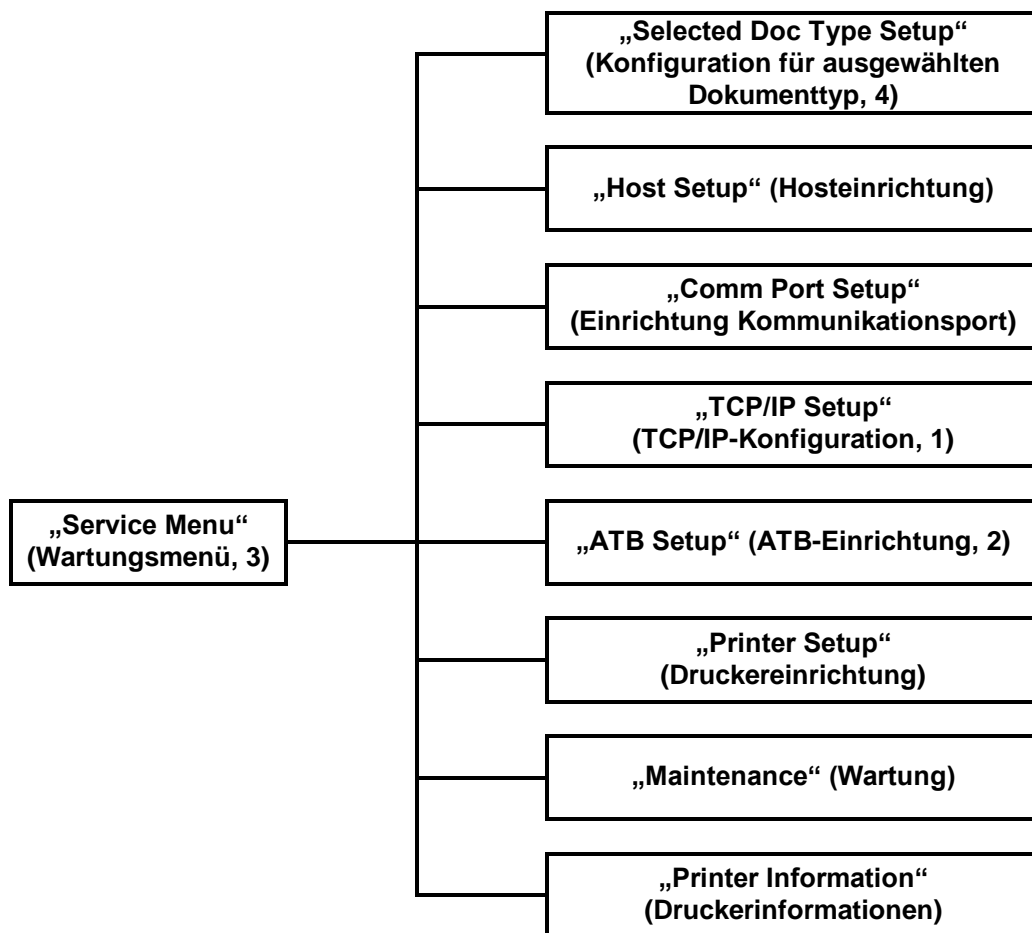 „Selected Doc Type Setup“
(Konfiguration für ausgewählten
Dokumenttyp, 4)
„Host Setup“ (Hosteinrichtung)
„Comm Port Setup“
(Einrichtung Kommunikationsport)
„TCP/IP Setup“
(TCP/IP-Konfiguration, 1)
„Service Menu“
(Wartungsmenü, 3)
„ATB Setup“ (ATB-Einrichtung, 2)
„Printer Setup“
(Druckereinrichtung)
„Maintenance“ (Wartung)
„Printer Information“
(Druckerinformationen)